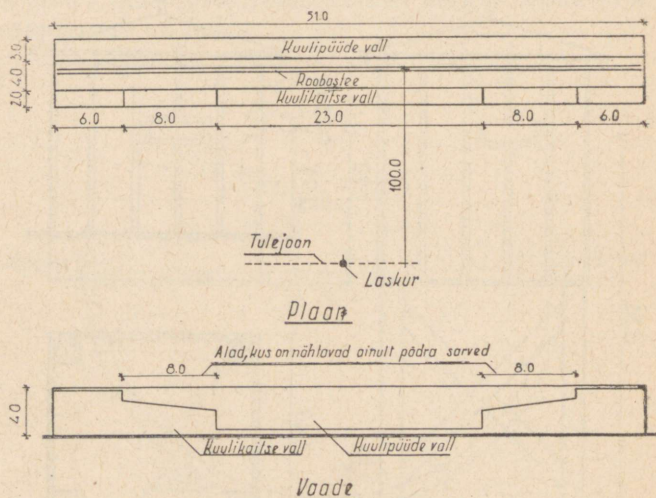 51.0
3.0
Kuulipüüde vall
4.0
Roobastee
2.0
Kuulikaitse vall
6.0 8.0 23.0 8.0 6.0
100.0
Tulejoon
Laskur
Plaan
Alad, kus on nähtavad ainult põdra sarved
8.0 8.0
4.0
Kuulikaitse vall Kuulipüüde vall
Vaade